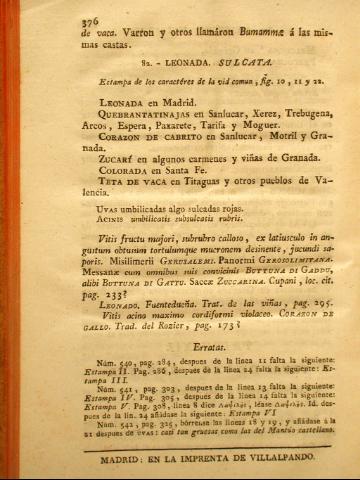 376
de vaca. Varron y otros llamáron Bumammæ á las mis-
mas castas.
82. - LEONADA. SULCATA.
Estampa de los caractéres de la vid comun, fig. 10, 11 y 22.
LEONADA en Madrid.
QUEBRANTATINAJAS en Sanlucar, Xerez, Trebugena,
Arcos, Espera, Paxarete, Tarifa y Moguer.
CORAZON DE CABRITO en Sanlucar, Motril y Gra-
nada.
ZUCARÍ en algunos carmenes y viñas de Granada.
COLORADA en Santa Fe.
TETA DE VACA en Titaguas y otros pueblos de Va-
lencia.
UVAS umbilicadas algo sulcadas rojas.
ACINIS umbilicatis subsulcatis rubris.
Vitis fructu majori, subrubro calloso, ex latiusculo in an-
gustum obtusum tortulumque mucronem desinente, jucundi sa-
poris. Misilimerii GERESALEMI. Panormi GEROSOLIMITANA.
Messanæ cum omnibus suis convicinis BUTTUNA DI GADDU,
alibi BUTTUNA DI GATTU. Saccæ ZUCCARINA. Cupani, loc. cit.
pag. 233?
LEONADO. Fuentedueña. Trat. de las viñas, pag. 295.
Vitis acino maximo cordiformi violaceo. CORAZON DE
GALLO. Trad. del Rozier, pag. 173?
Erratas.
Núm. 540, pag. 284, despues de la linea 11 falta la siguiente:
Estampa II. Pag. 286, despues de la linea 24 falta la siguiente: Es-
tampa III.
Núm. 541, pag. 303, despues de la linea 13 falta la siguiente:
Estampa IV. Pag. 305, despues de la linea 14 falta la siguiente:
Estampa V. Pag. 308, linea 8 dice léase Id. des-
pues de la lin. 24 añádase la siguiente: Estampa VI
Núm. 542, pag. 325, bórrense las lineas 18 y 19, y añádase á la
21 despues de uvas: casi tan gruesas como las del Mantúo castellano.
MADRID: EN LA IMPRENTA DE VILLALPANDO.